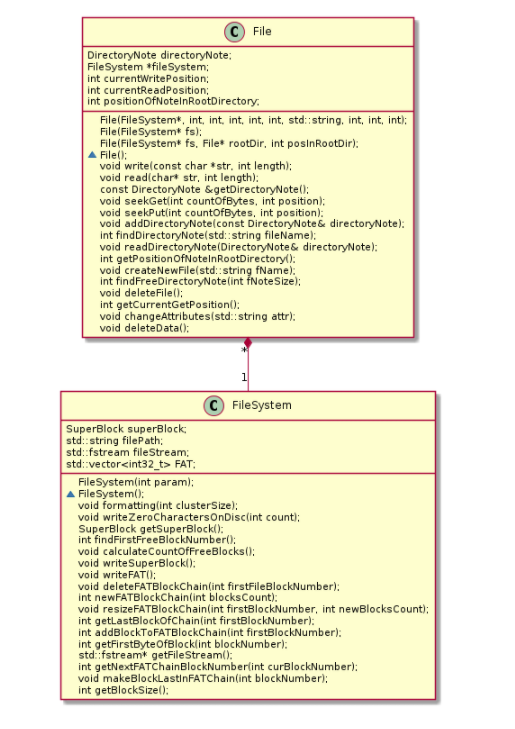 C File
DirectoryNote directoryNote;
FileSystem *fileSystem;
int currentWritePosition;
int currentReadPosition;
int positionOfNoteInRootDirectory;
File(FileSystem*, int, int, int, int, int, std::string, int, int, int);
File(FileSystem* fs);
File(FileSystem* fs, File* rootDir, int posInRootDir);
File();
void write(const char *str, int length);
void read(char* str, int length);
const DirectoryNote &getDirectoryNote();
void seekGet(int countOfBytes, int position);
void seekPut(int countOfBytes, int position);
void addDirectoryNote(const DirectoryNote& directoryNote);
int findDirectoryNote(std::string fileName);
void readDirectoryNote(DirectoryNote& directoryNote);
int getPositionOfNoteInRootDirectory();
void createNewFile(std::string fName);
int findFreeDirectoryNote(int fNoteSize);
void deleteFile();
int getCurrentGetPosition();
void changeAttributes(std::string attr);
void deleteData();
*
1
C FileSystem
SuperBlock superBlock;
std::string filePath;
std::fstream fileStream;
std::vector<int32_t> FAT;
FileSystem(int param);
FileSystem();
void formatting(int clusterSize);
void writeZeroCharactersOnDisc(int count);
SuperBlock getSuperBlock();
int findFirstFreeBlockNumber();
void calculateCountOfFreeBlocks();
void writeSuperBlock();
void writeFAT();
void deleteFATBlockChain(int firstFileBlockNumber);
int newFATBlockChain(int blocksCount);
void resizeFATBlockChain(int firstBlockNumber, int newBlocksCount);
int getLastBlockOfChain(int firstBlockNumber);
int addBlockToFATBlockChain(int firstBlockNumber);
int getFirstByteOfBlock(int blockNumber);
std::fstream* getFileStream();
int getNextFATChainBlockNumber(int curBlockNumber);
void makeBlockLastInFATChain(int blockNumber);
int getBlockSize();